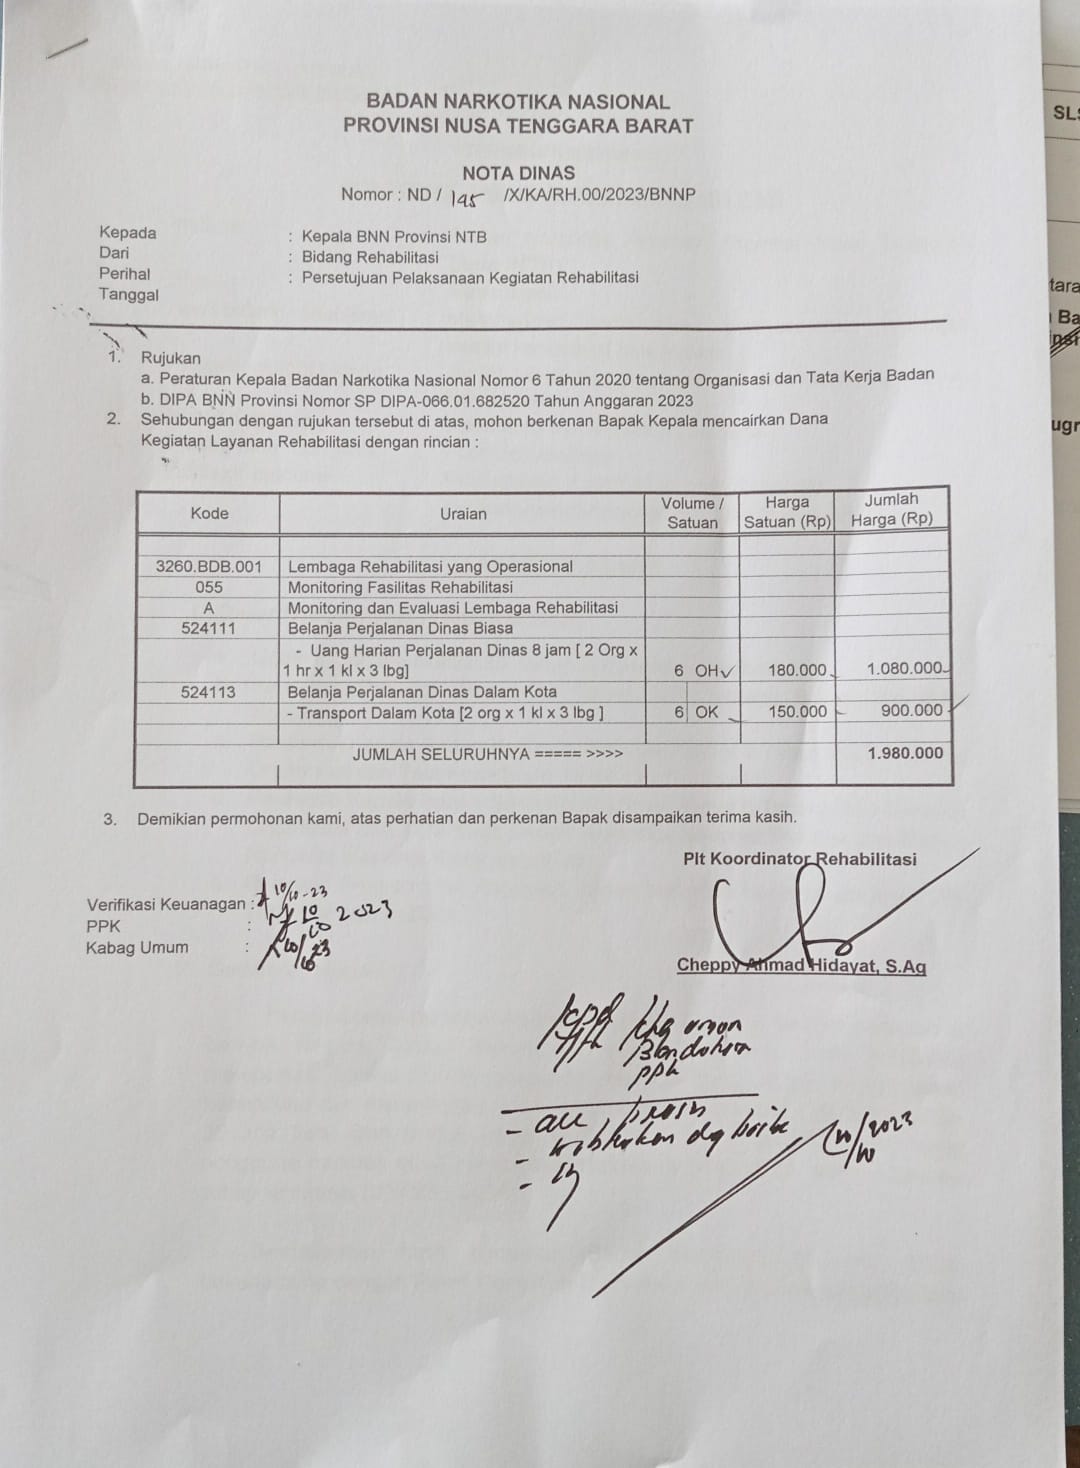 BADAN NARKOTIKA NASIONAL
PROVINSI NUSA TENGGARA BARAT
NOTA DINAS
Nomor : ND / 195 /X/KA/RH.00/2023/BNNP
Kepada : Kepala BNN Provinsi NTB
Dari : Bidang Rehabilitasi
Perihal : Persetujuan Pelaksanaan Kegiatan Rehabilitasi
Tanggal
1. Rujukan
a. Peraturan Kepala Badan Narkotika Nasional Nomor 6 Tahun 2020 tentang Organisasi dan Tata Kerja Badan
b. DIPA BNN Provinsi Nomor SP DIPA-066.01.682520 Tahun Anggaran 2023
2. Sehubungan dengan rujukan tersebut di atas, mohon berkenan Bapak Kepala mencairkan Dana
Kegiatan Layanan Rehabilitasi dengan rincian :
Kode Uraian Volume / Satuan Harga Satuan (Rp) Jumlah Harga (Rp)
3260.BDB.001 Lembaga Rehabilitasi yang Operasional
055 Monitoring Fasilitas Rehabilitasi
A Monitoring dan Evaluasi Lembaga Rehabilitasi
524111 Belanja Perjalanan Dinas Biasa
- Uang Harian Perjalanan Dinas 8 jam [ 2 Org x
1 hr x 1 kl x 3 lbg] 6 OH 180.000 1.080.000
524113 Belanja Perjalanan Dinas Dalam Kota
- Transport Dalam Kota [2 org x 1 kl x 3 lbg ] 6 OK 150.000 900.000
JUMLAH SELURUHNYA ===== >>>> 1.980.000
3. Demikian permohonan kami, atas perhatian dan perkenan Bapak disampaikan terima kasih.
Plt Koordinator Rehabilitasi
Verifikasi Keuanagan : 10/10-23
PPK : 10/10 2023
Kabag Umum : 10/10 23
Cheppy Ahmad Hidayat, S.Ag
umum
PPK
- acc
- dg baik
10/10/2023
SLS
tara
Ba
insi
ugr